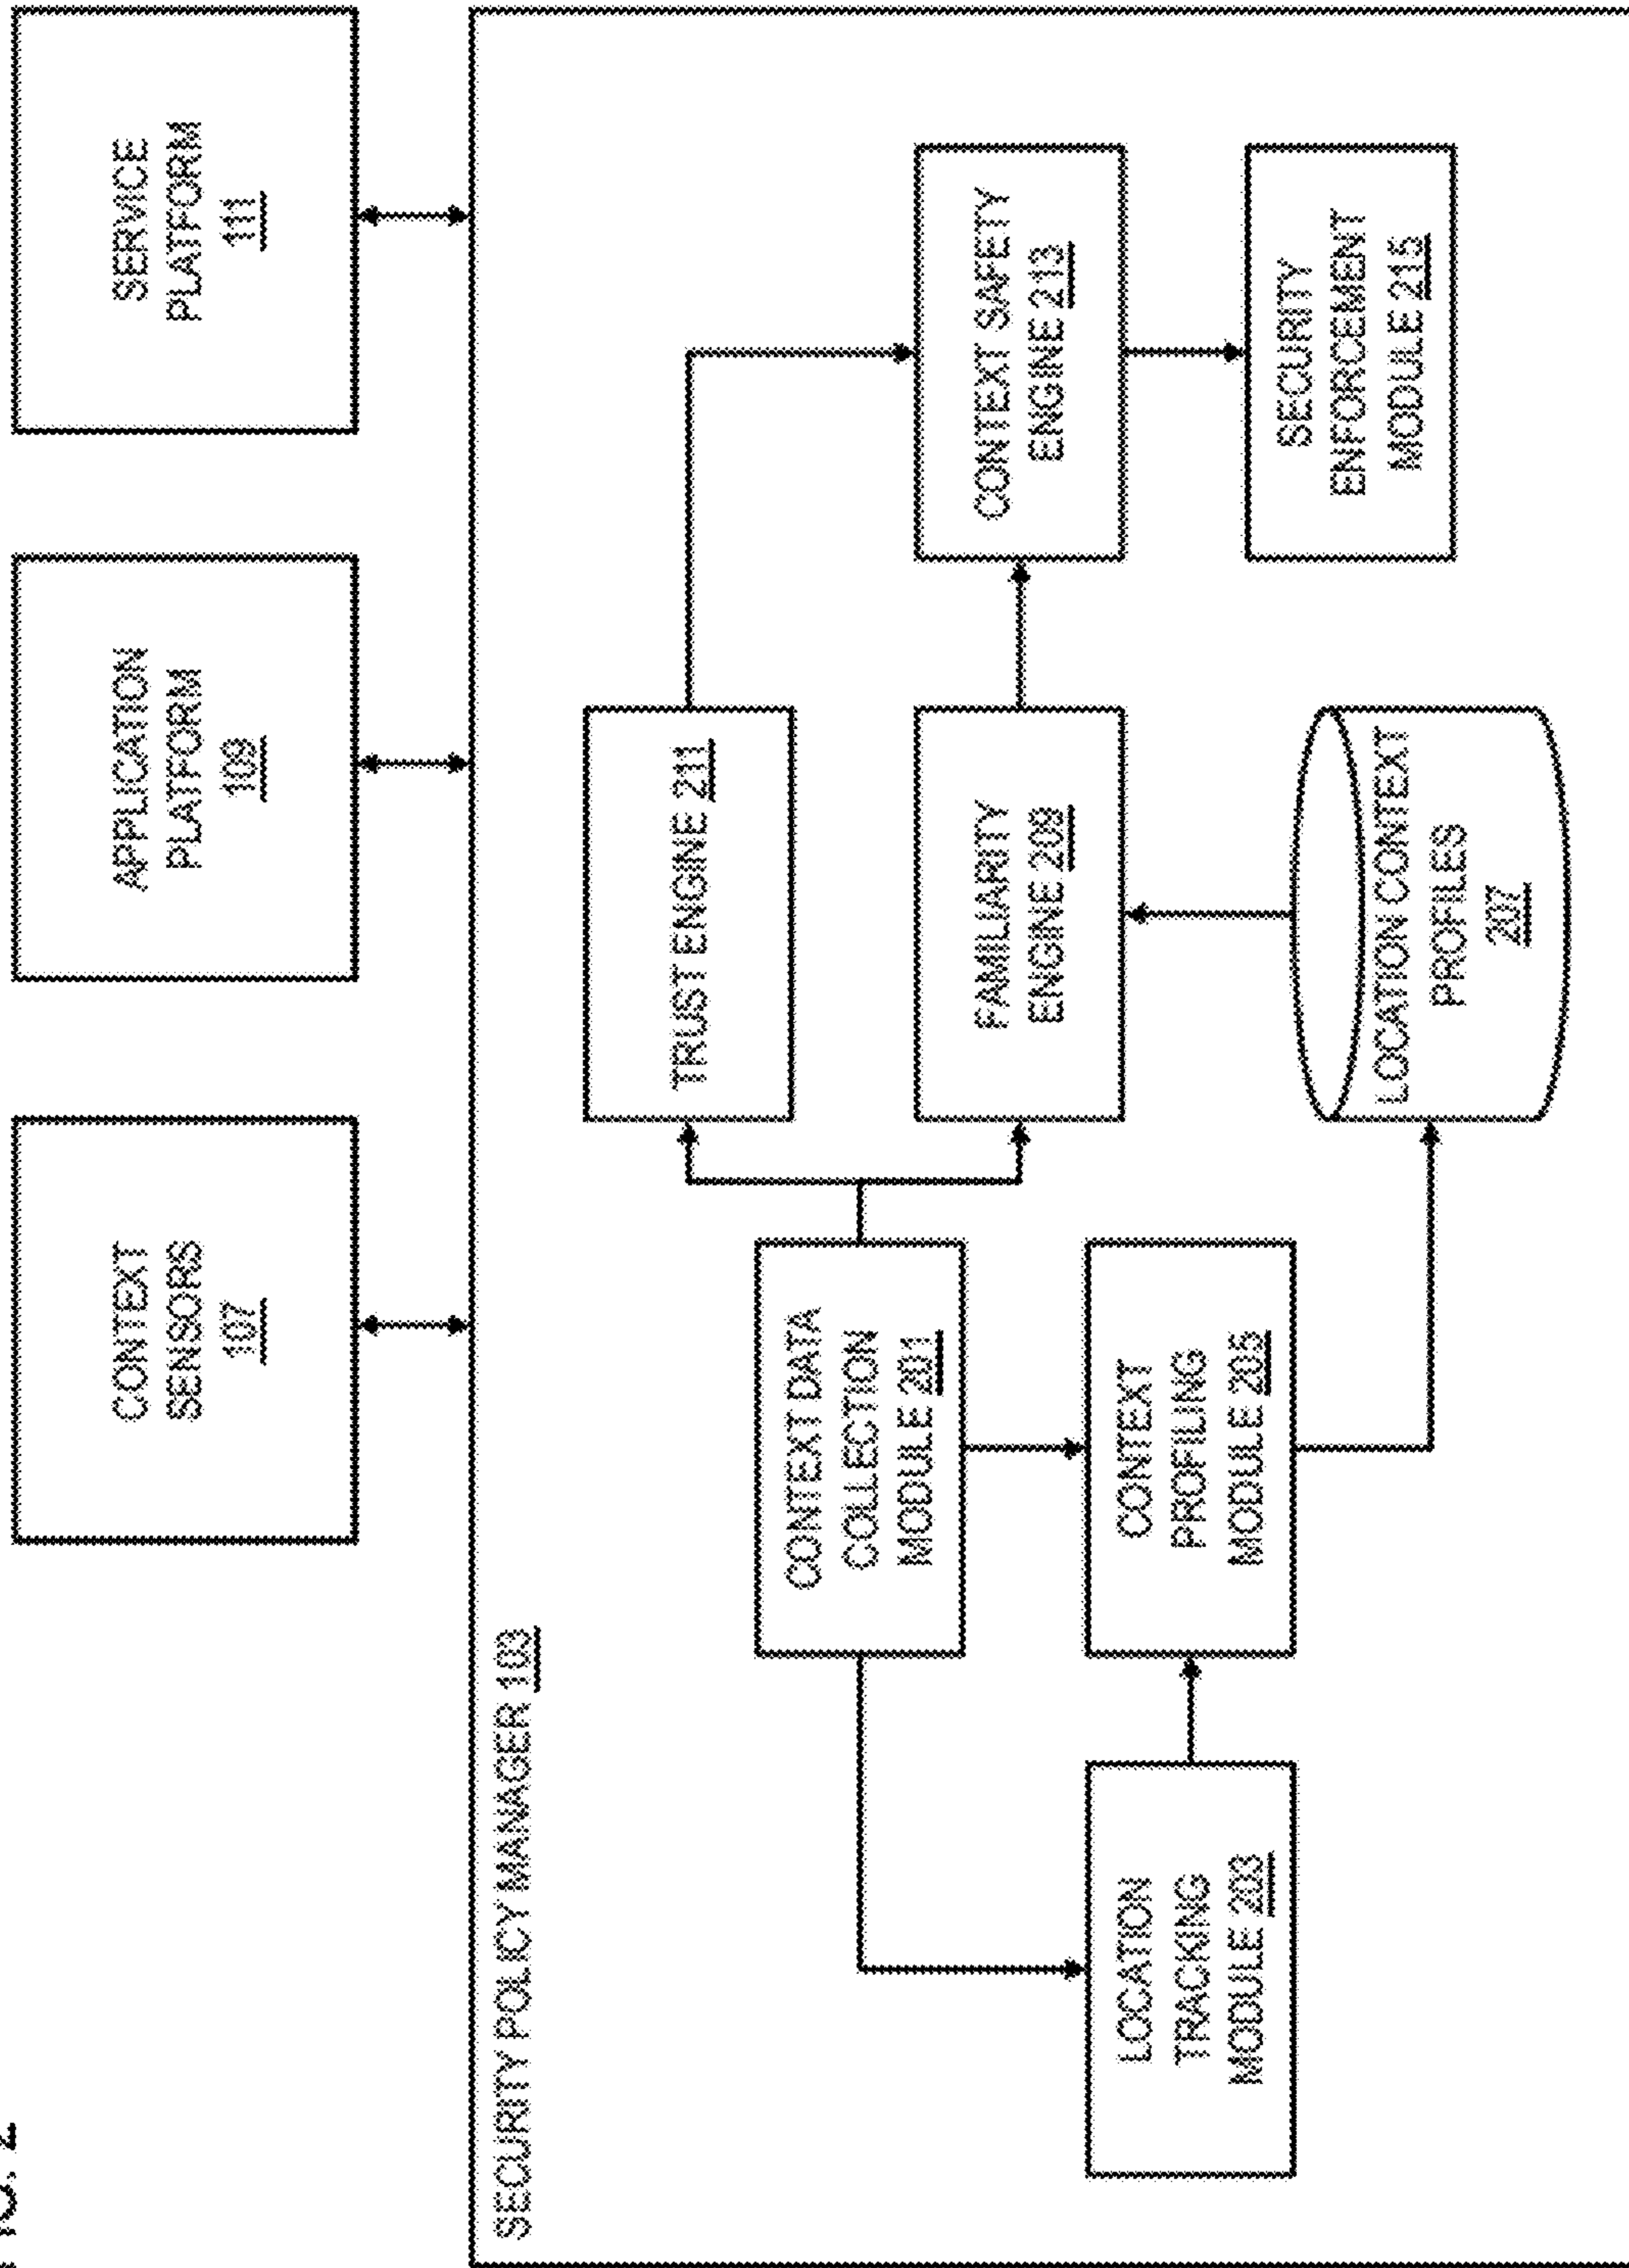 FIG. 2
CONTEXT
SENSORS
107
APPLICATION
PLATFORM
109
SERVICE
PLATFORM
111
SECURITY POLICY MANAGER 103
TRUST ENGINE 211
CONTEXT DATA
COLLECTION
MODULE 201
FAMILIARITY
ENGINE 209
CONTEXT SAFETY
ENGINE 213
LOCATION
TRACKING
MODULE 203
CONTEXT
PROFILING
MODULE 205
LOCATION CONTEXT
PROFILES
207
SECURITY
ENFORCEMENT
MODULE 215